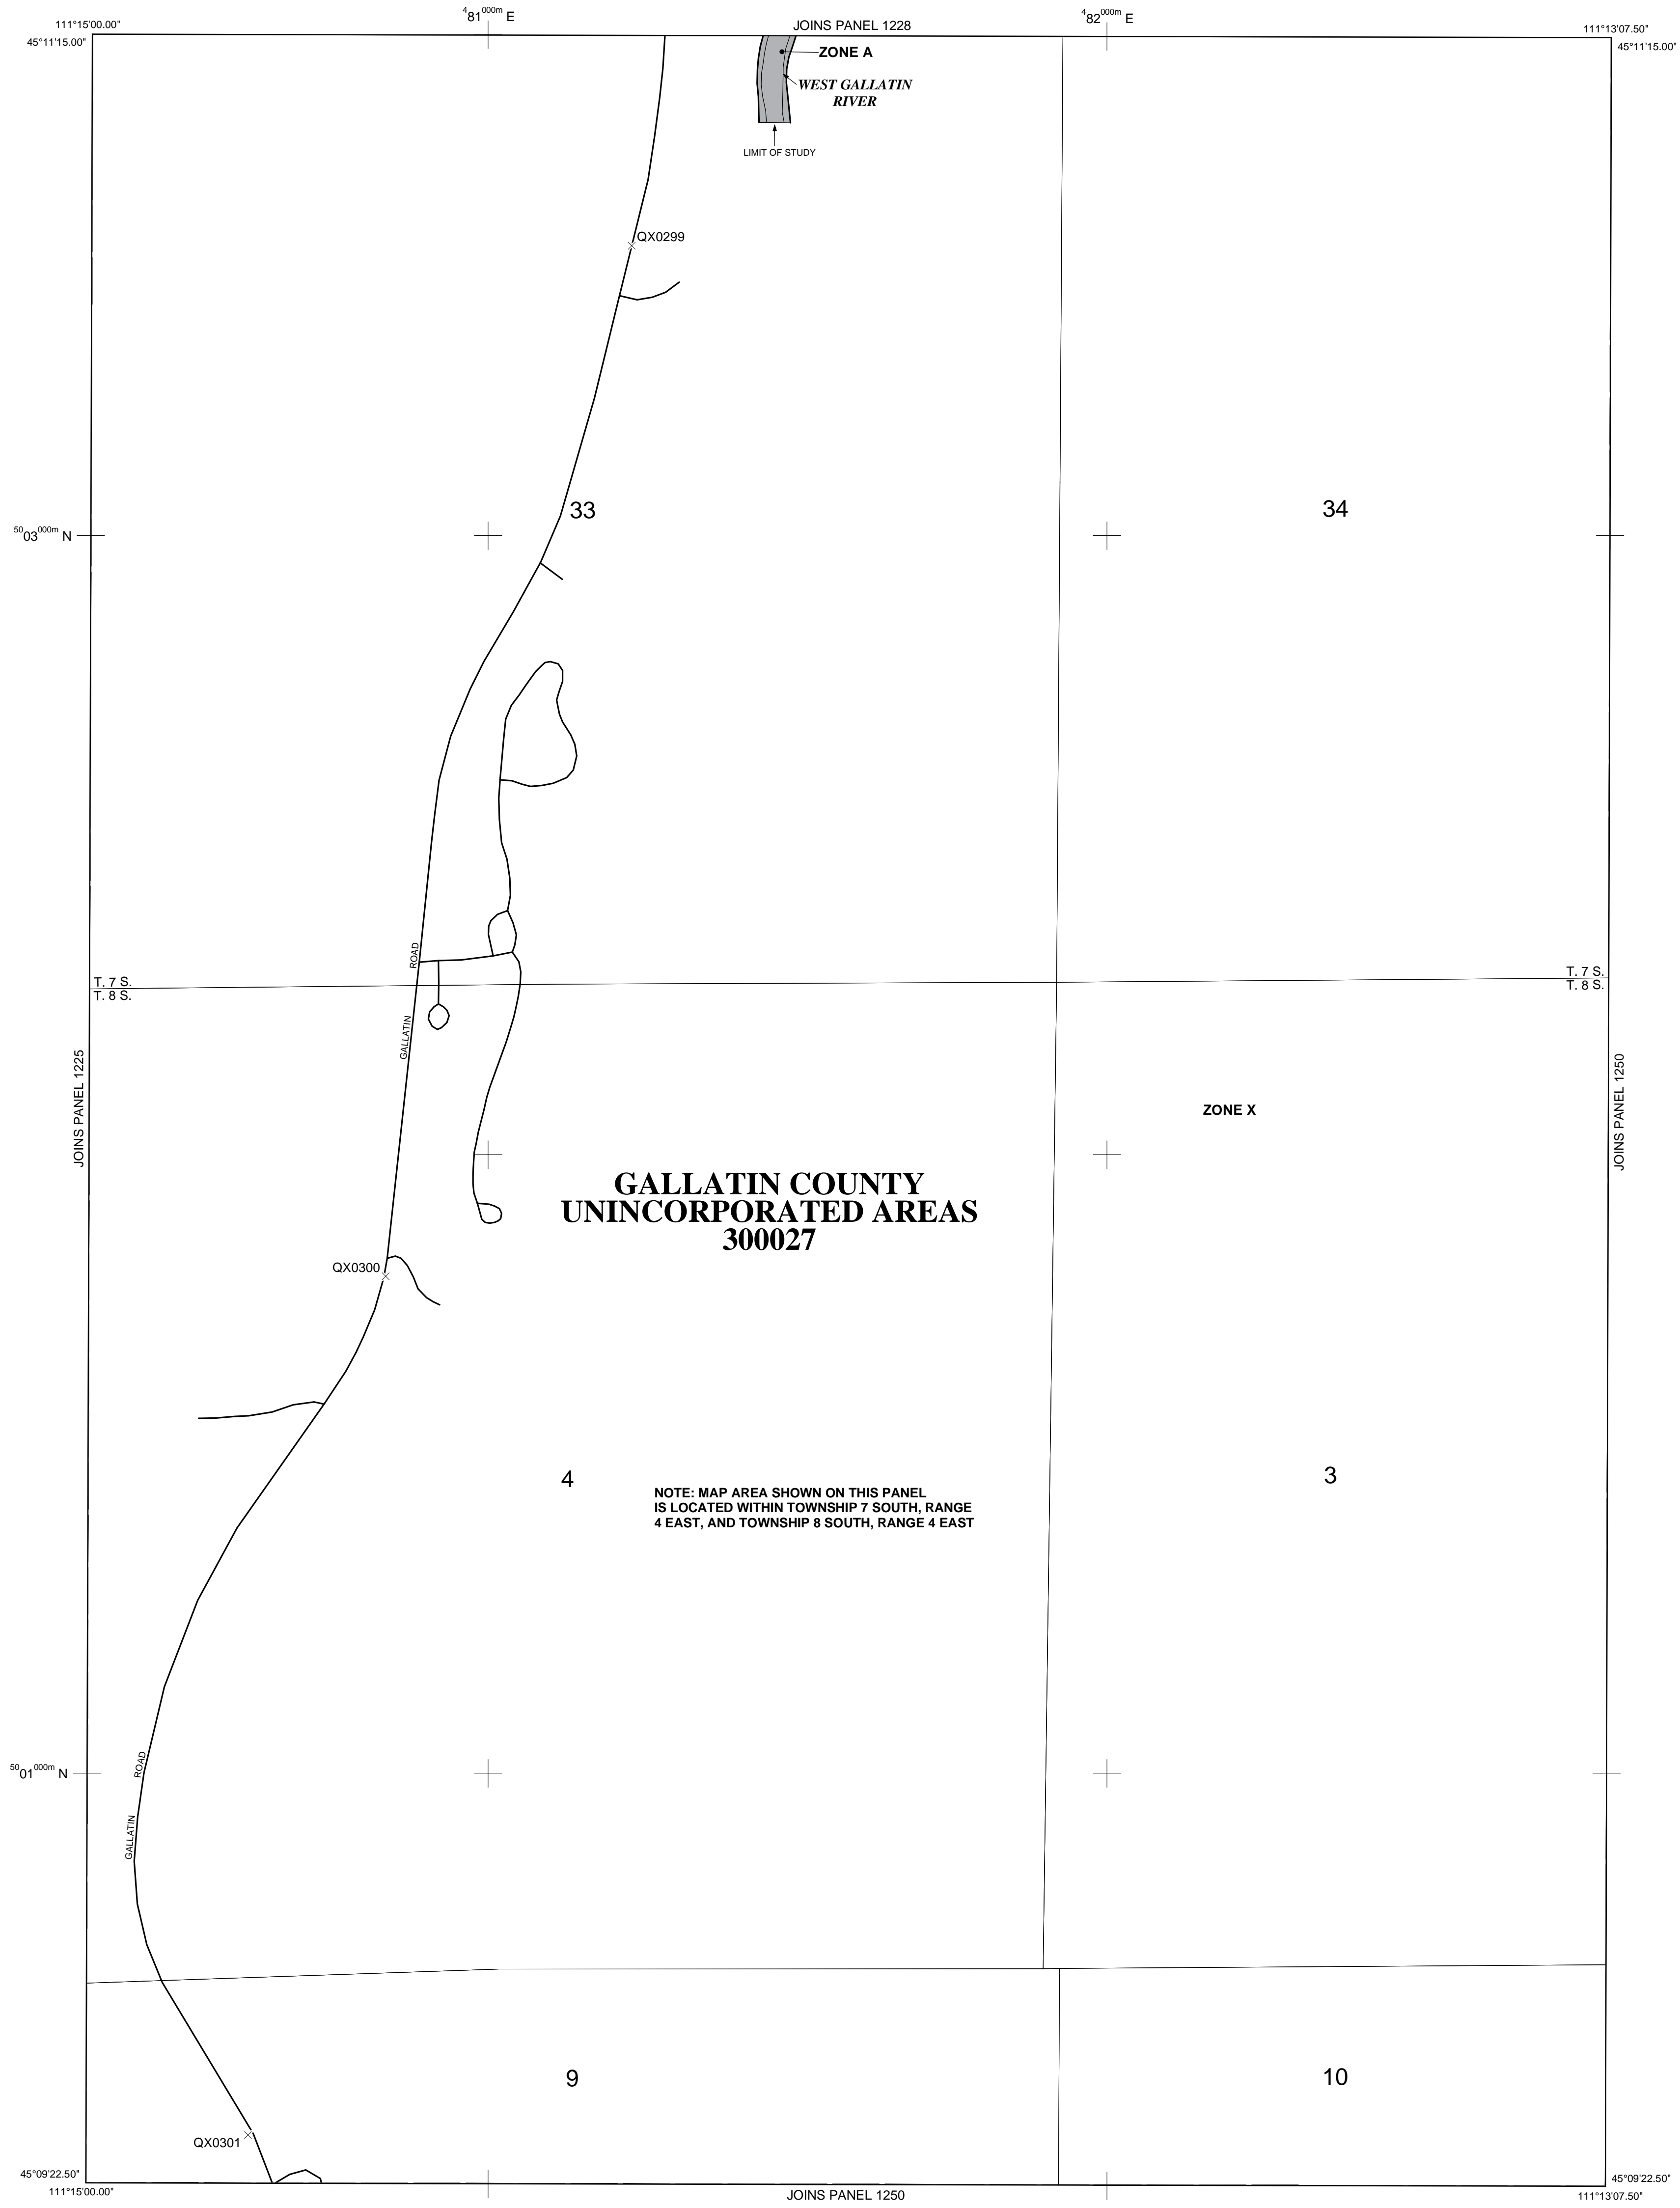 ⁴81⁰⁰⁰ᵐ E
⁴82⁰⁰⁰ᵐ E
111°15'00.00"
JOINS PANEL 1228
111°13'07.50"
45°11'15.00"
45°11'15.00"
ZONE A
WEST GALLATIN
RIVER
LIMIT OF STUDY
QX0299
33
34
⁵⁰03⁰⁰⁰ᵐ N
ROAD
T. 7 S.
T. 8 S.
T. 7 S.
T. 8 S.
GALLATIN
JOINS PANEL 1225
JOINS PANEL 1250
ZONE X
GALLATIN COUNTY
UNINCORPORATED AREAS
300027
QX0300
4
3
NOTE: MAP AREA SHOWN ON THIS PANEL
IS LOCATED WITHIN TOWNSHIP 7 SOUTH, RANGE
4 EAST, AND TOWNSHIP 8 SOUTH, RANGE 4 EAST
ROAD
⁵⁰01⁰⁰⁰ᵐ N
GALLATIN
9
10
QX0301
45°09'22.50"
45°09'22.50"
111°15'00.00"
JOINS PANEL 1250
111°13'07.50"